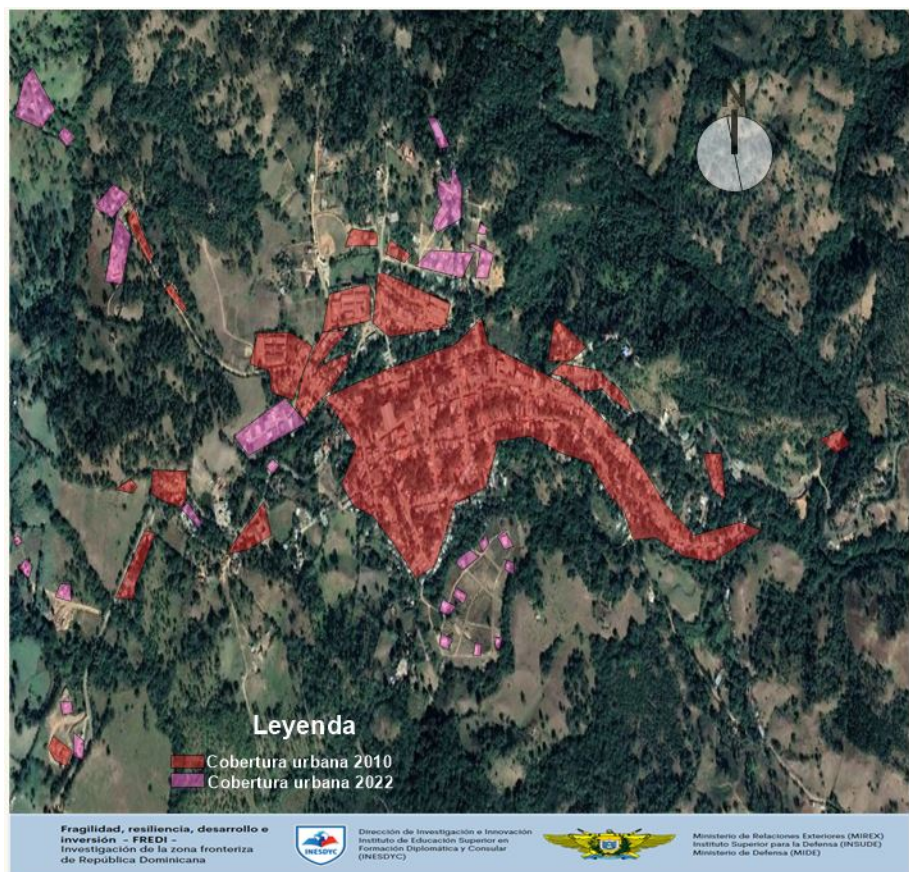 N
Leyenda
Cobertura urbana 2010
Cobertura urbana 2022
Fragilidad, resiliencia, desarrollo e
inversión - FREDI -
Investigación de la zona fronteriza
de República Dominicana
INESDYC
Dirección de Investigación e Innovación
Instituto de Educación Superior en
Formación Diplomática y Consular
(INESDYC)
Ministerio de Relaciones Exteriores (MIREX)
Instituto Superior para la Defensa (INSUDE)
Ministerio de Defensa (MIDE)